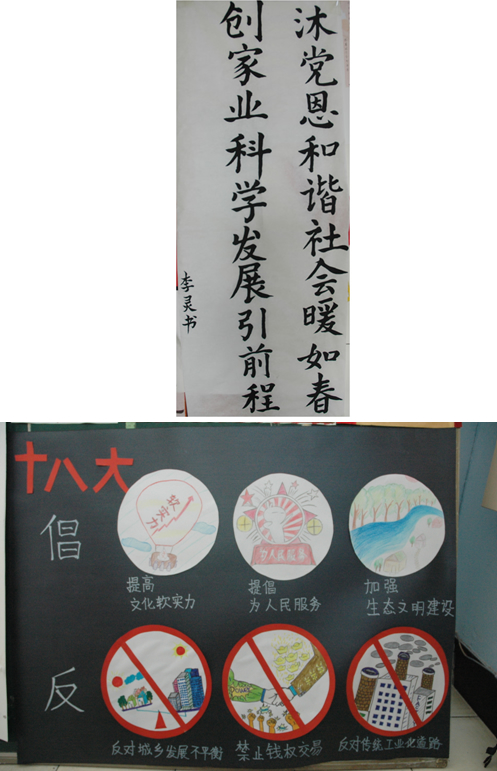 沐党恩和谐社会暖如春
创家业科学发展引前程
李灵书
十八大
倡
软实力
为人民服务
提高
文化软实力
提倡
为人民服务
加强
生态文明建设
反
反对城乡发展不平衡
禁止钱权交易
反对传统工业化道路